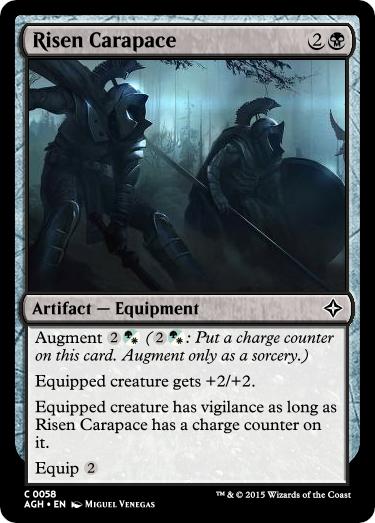 Risen Carapace 2
Artifact — Equipment
Augment 2 (2: Put a charge counter
on this card. Augment only as a sorcery.)
Equipped creature gets +2/+2.
Equipped creature has vigilance as long as
Risen Carapace has a charge counter on
it.
Equip 2
C 0058
AGH • EN Miguel Venegas
™ & © 2015 Wizards of the Coast